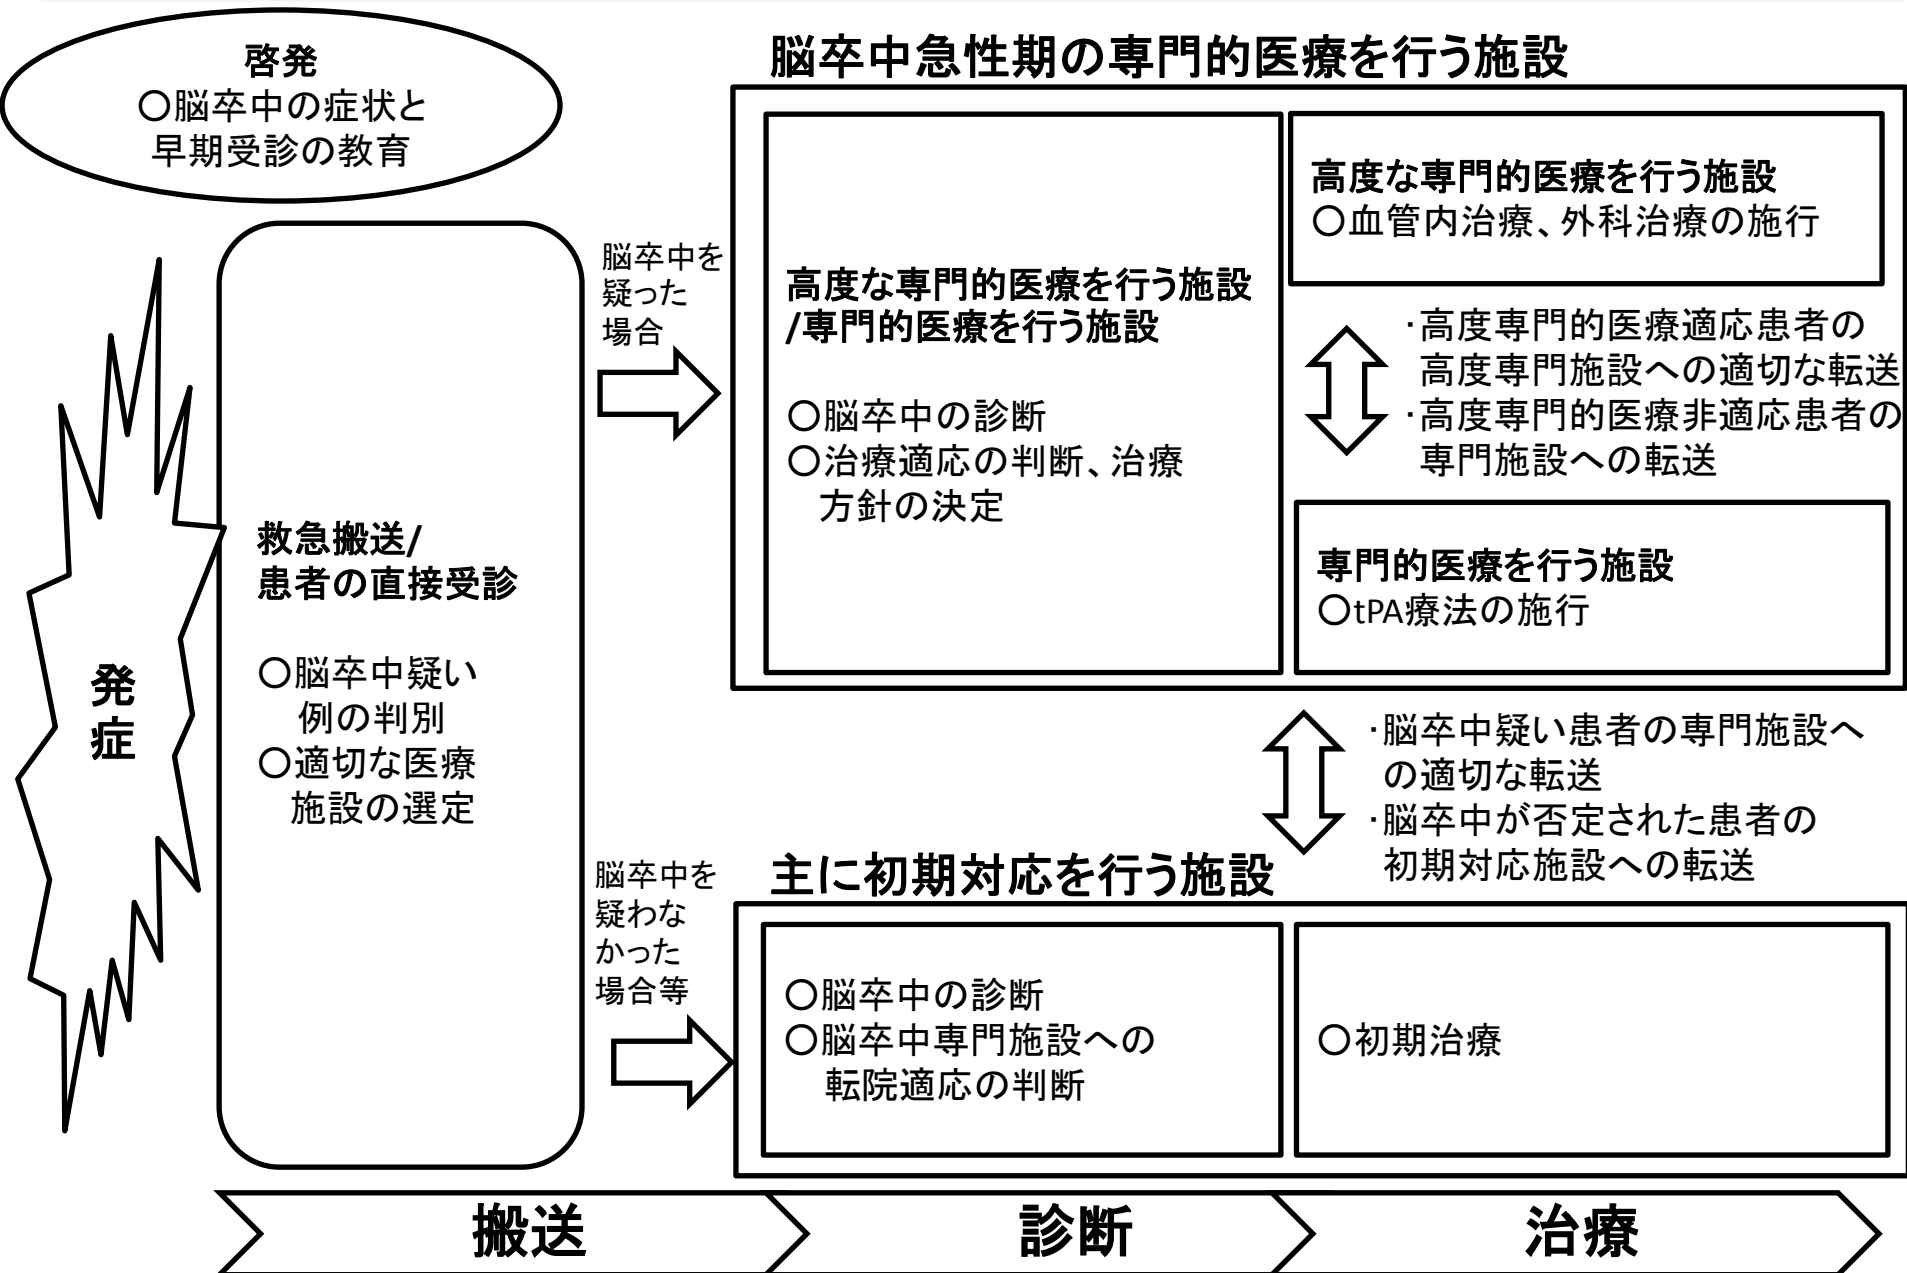 啓発
〇脳卒中の症状と
早期受診の教育
発
症
救急搬送/
患者の直接受診
〇脳卒中疑い
例の判別
〇適切な医療
施設の選定
脳卒中を
疑った
場合
脳卒中を
疑わな
かった
場合等
脳卒中急性期の専門的医療を行う施設
高度な専門的医療を行う施設
/専門的医療を行う施設
〇脳卒中の診断
〇治療適応の判断、治療
方針の決定
高度な専門的医療を行う施設
〇血管内治療、外科治療の施行
・高度専門的医療適応患者の
高度専門施設への適切な転送
・高度専門的医療非適応患者の
専門施設への転送
専門的医療を行う施設
〇tPA療法の施行
・脳卒中疑い患者の専門施設へ
の適切な転送
・脳卒中が否定された患者の
初期対応施設への転送
主に初期対応を行う施設
〇脳卒中の診断
〇脳卒中専門施設への
転院適応の判断
〇初期治療
搬送
診断
治療